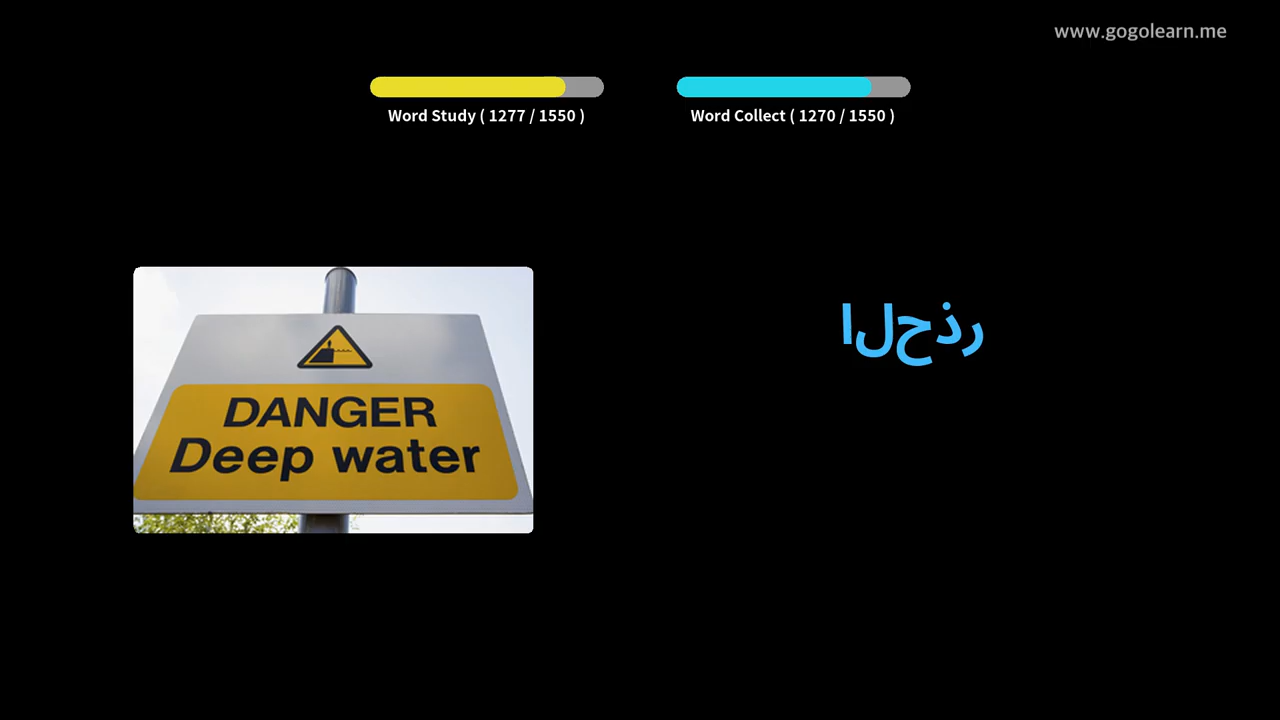 www.gogolearn.me
Word Study ( 1277 / 1550 )
Word Collect ( 1270 / 1550 )
الحذر
DANGER
Deep water